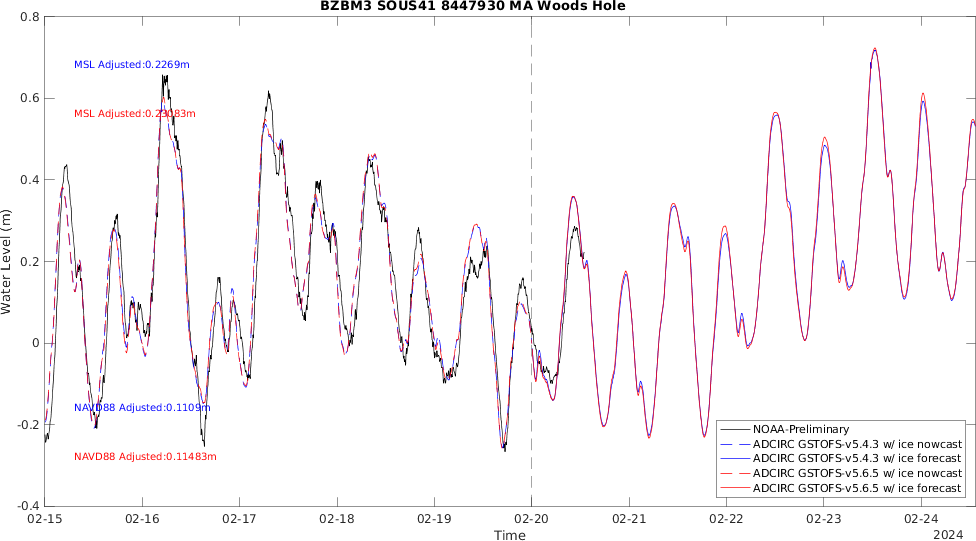 BZBM3 SOUS41 8447930 MA Woods Hole
0.8
0.6
0.4
0.2
0
-0.2
-0.4
Water Level (m)
MSL Adjusted:0.2269m
MSL Adjusted:0.23083m
NAVD88 Adjusted:0.1109m
NAVD88 Adjusted:0.11483m
NOAA-Preliminary
ADCIRC GSTOFS-v5.4.3 w/ ice nowcast
ADCIRC GSTOFS-v5.4.3 w/ ice forecast
ADCIRC GSTOFS-v5.6.5 w/ ice nowcast
ADCIRC GSTOFS-v5.6.5 w/ ice forecast
02-15 02-16 02-17 02-18 02-19 02-20 02-21 02-22 02-23 02-24
Time
2024